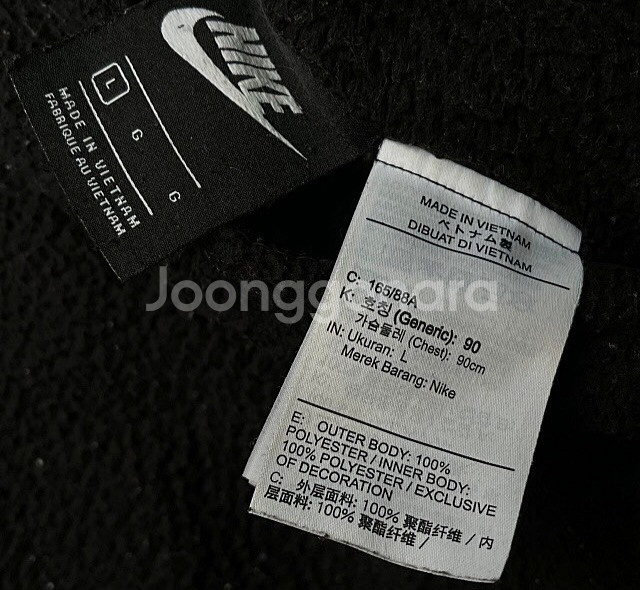 NIKE
L
G
G
MADE IN VIETNAM
FABRIQUE AU VIETNAM
MADE IN VIETNAM
ベトナム製
DIBUAT DI VIETNAM
C: 165/88A
K: 호칭 (Generic): 90
가슴둘레 (Chest): 90cm
IN: Ukuran: L
Merek Barang: Nike
E: OUTER BODY: 100%
POLYESTER / INNER BODY:
100% POLYESTER / EXCLUSIVE
OF DECORATION
C: 外层面料: 100% 聚酯纤维 / 内
层面料: 100% 聚酯纤维 /
Joonggonara